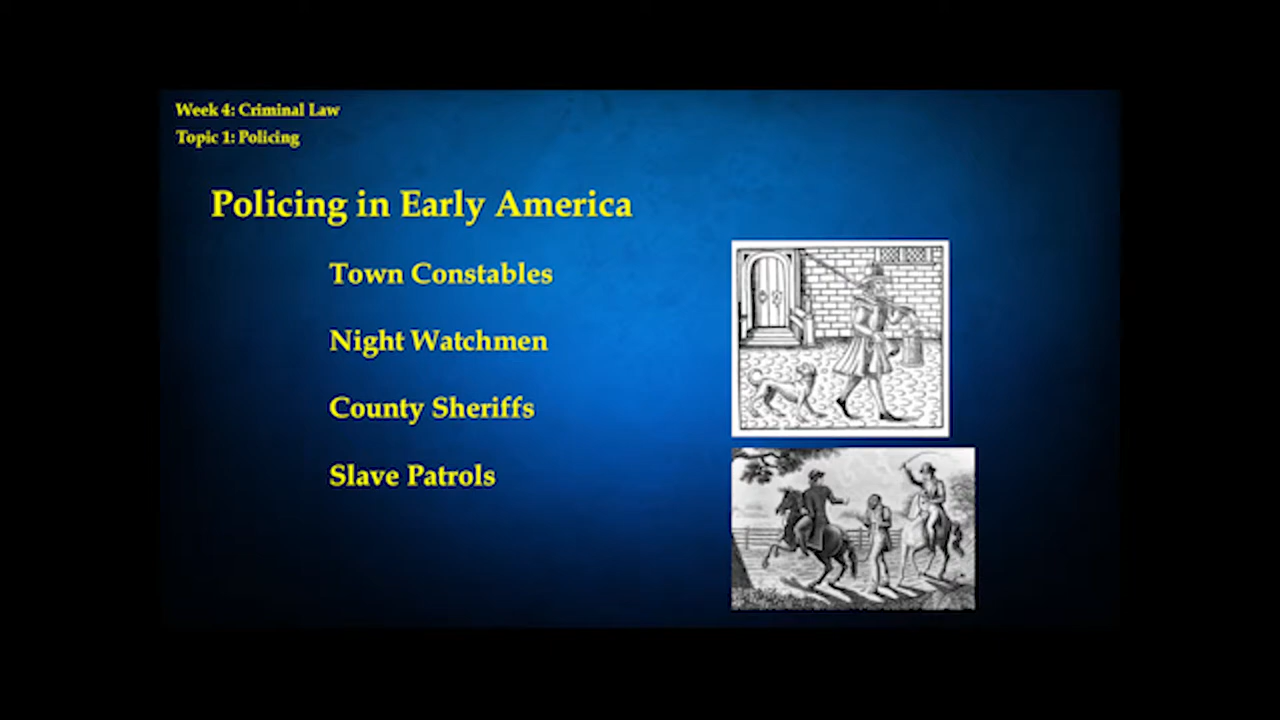 Week 4: Criminal Law
Topic 1: Policing
Policing in Early America
Town Constables
Night Watchmen
County Sheriffs
Slave Patrols